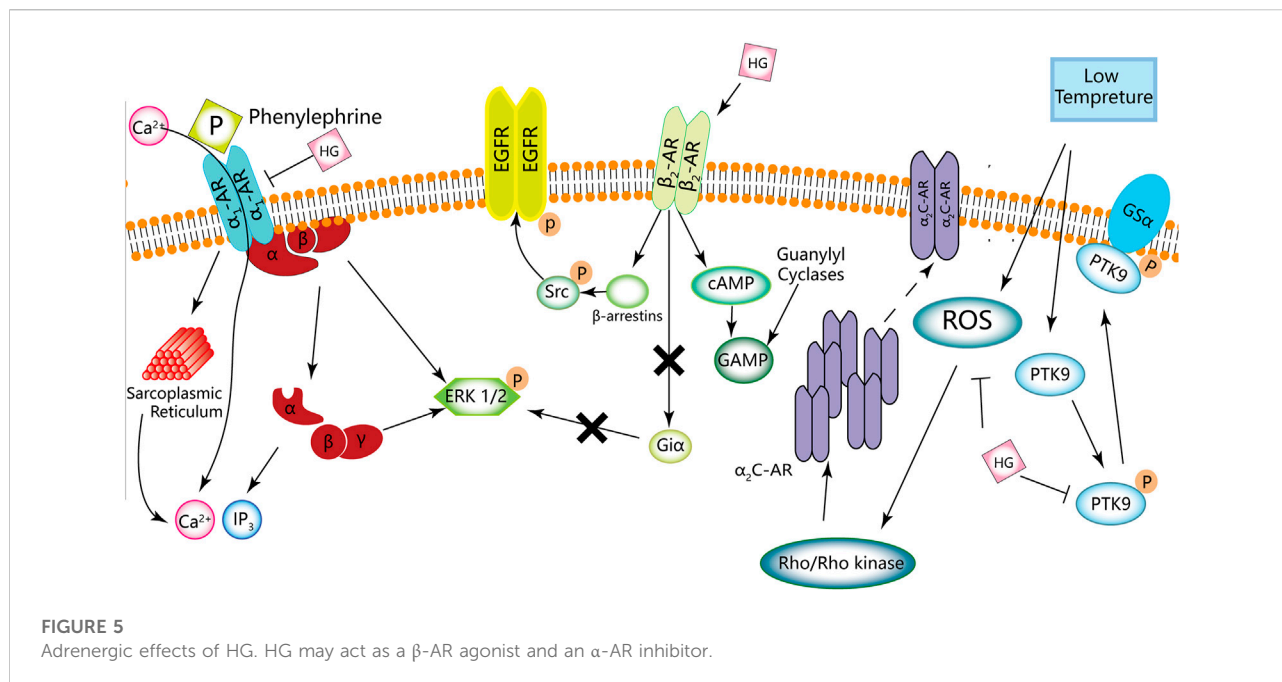 HG
Low
Tempreture
Ca²⁺
P
Phenylephrine
HG
α₁-AR
α₁-AR
EGFR
EGFR
β₂-AR
β₂-AR
α₂C-AR
α₂C-AR
GSα
PTK9
P
α
β
p
P
Src
β-arrestins
cAMP
Guanylyl
Cyclases
GAMP
ROS
PTK9
Sarcoplasmic
Reticulum
α
β
γ
ERK 1/2
P
Giα
α₂C-AR
HG
P
PTK9
Ca²⁺
IP₃
Rho/Rho kinase
FIGURE 5
Adrenergic effects of HG. HG may act as a β-AR agonist and an α-AR inhibitor.